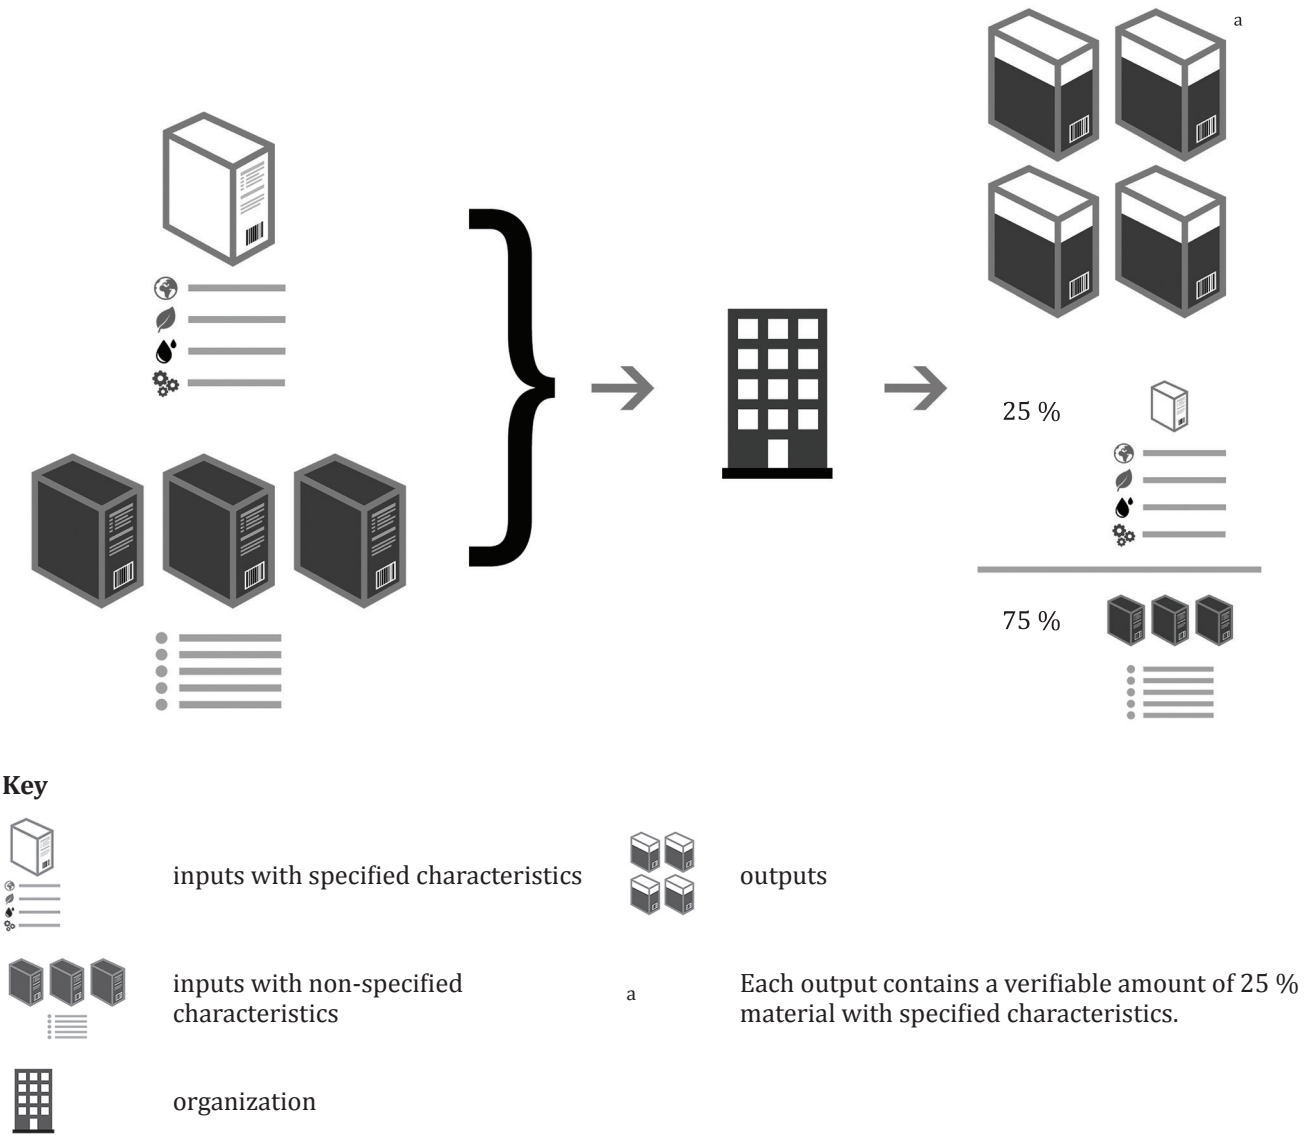 a
25 %
75 %
Key
inputs with specified characteristics
outputs
inputs with non-specified
characteristics
a
Each output contains a verifiable amount of 25 %
material with specified characteristics.
organization